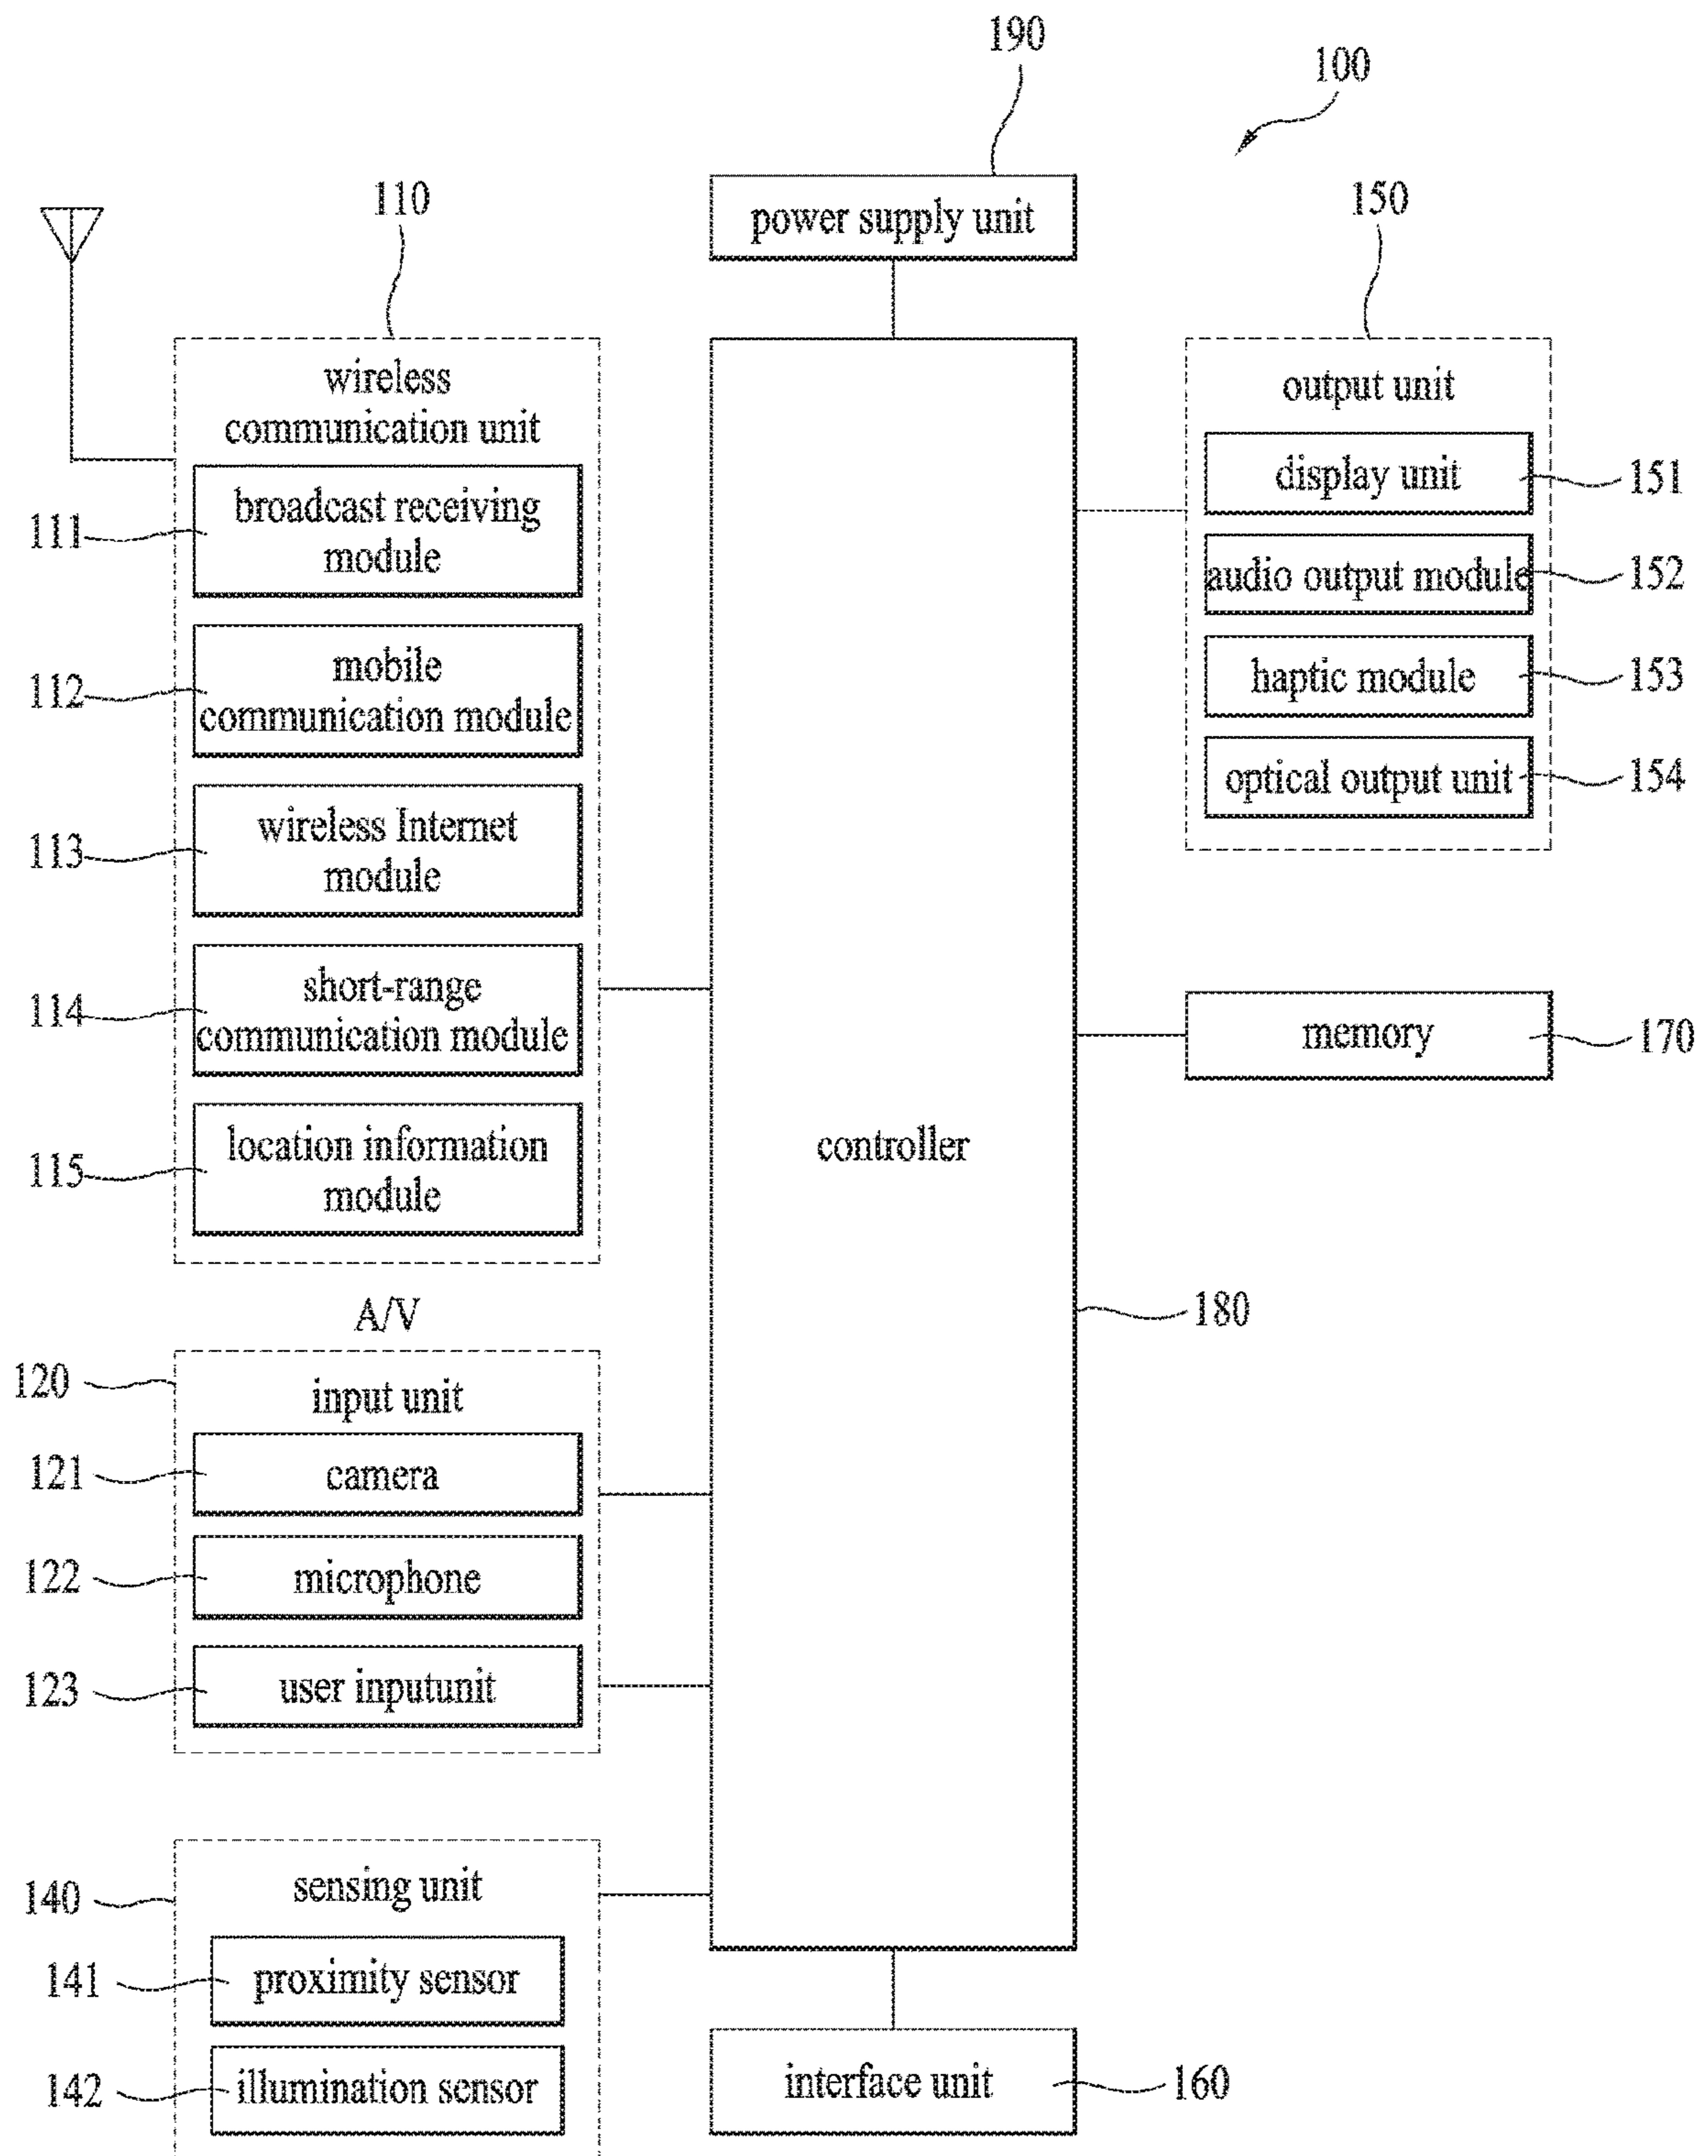 190
100
110
power supply unit
150
wireless
communication unit
output unit
broadcast receiving
module
111
display unit
151
audio output module
152
mobile
communication module
112
haptic module
153
optical output unit
154
wireless Internet
module
113
short-range
communication module
114
memory
170
location information
module
115
controller
180
A/V
120
input unit
121
camera
122
microphone
123
user inputunit
140
sensing unit
141
proximity sensor
142
illumination sensor
interface unit
160